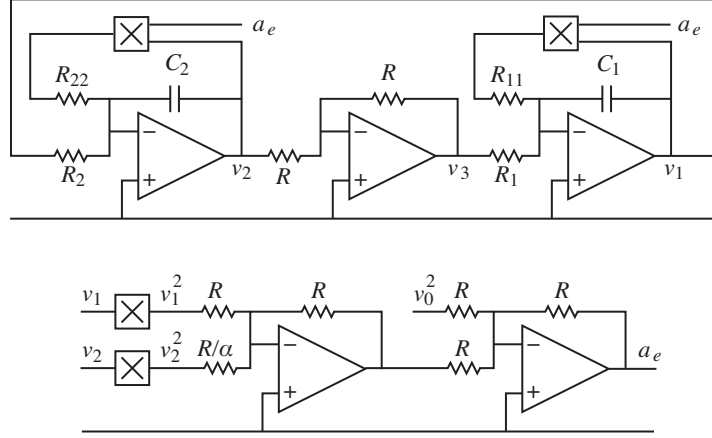 a_e a_e
R_22 C_2 R R_11 C_1
− − −
R_2 v_2 R v_3 R_1 v_1
+ + +
v_1 v_1^2 R R v_0^2 R R
v_2 v_2^2 R/α − R − a_e
+ +